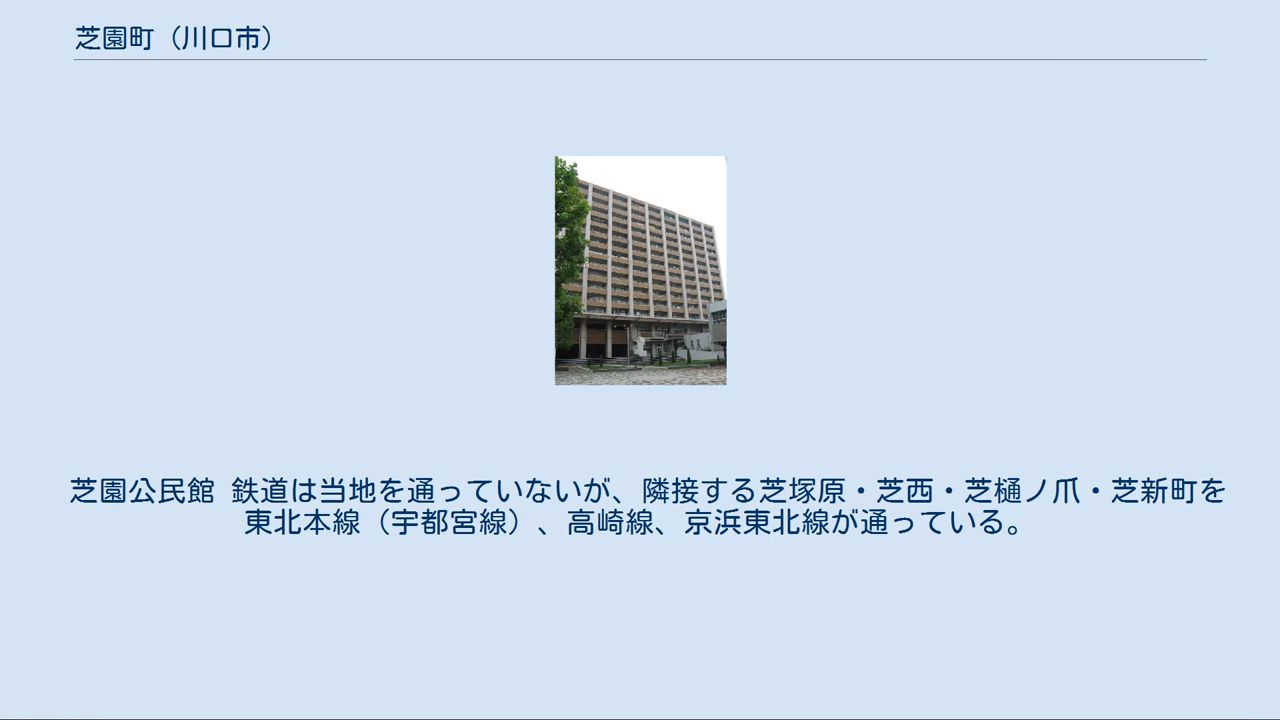 芝園町（川口市）
芝園公民館 鉄道は当地を通っていないが、隣接する芝塚原・芝西・芝樋ノ爪・芝新町を
東北本線（宇都宮線）、高崎線、京浜東北線が通っている。